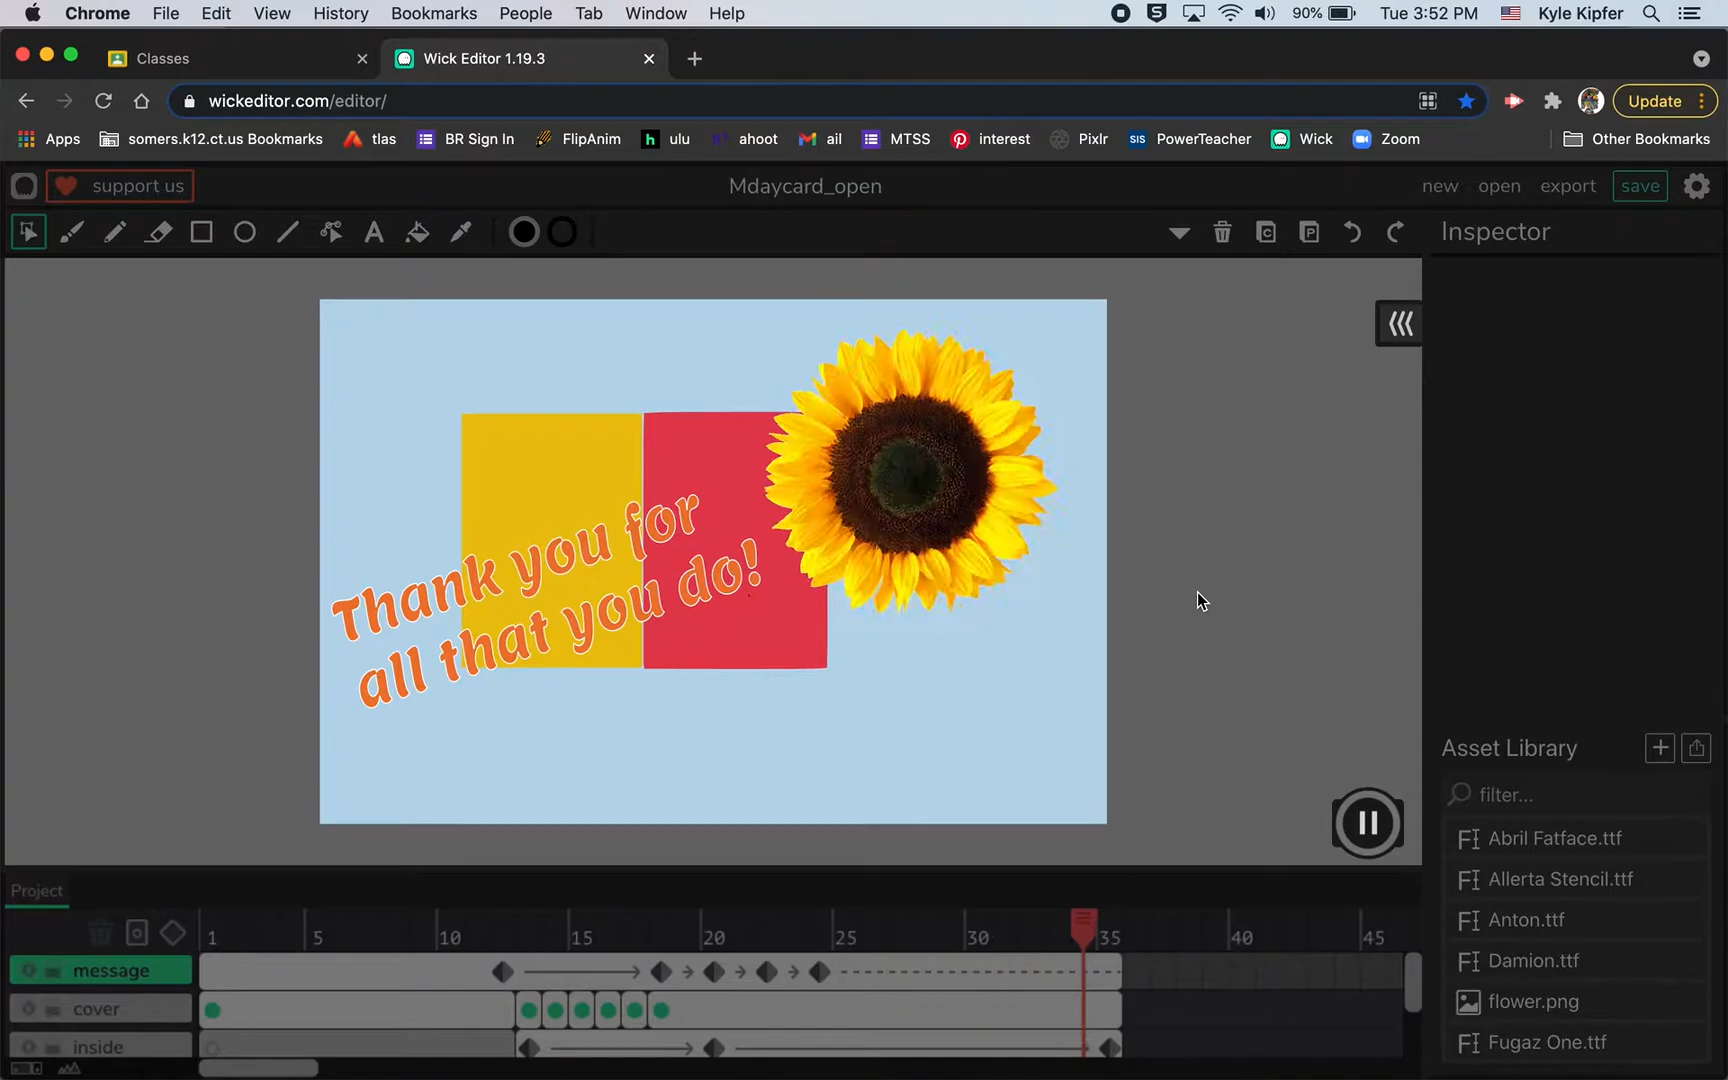 Chrome File Edit View History Bookmarks People Tab Window Help 90% Tue 3:52 PM Kyle Kipfer
Classes Wick Editor 1.19.3
wickeditor.com/editor/ Update
Apps somers.k12.ct.us Bookmarks tlas BR Sign In FlipAnim ulu ahoot ail MTSS interest Pixlr SIS PowerTeacher Wick Zoom Other Bookmarks
support us Mdaycard_open new open export save
Inspector
Thank you for
all that you do!
Asset Library
filter...
Abril Fatface.ttf
Allerta Stencil.ttf
Anton.ttf
Damion.ttf
flower.png
Fugaz One.ttf
Project
1 5 10 15 20 25 30 35 40 45
message
cover
inside